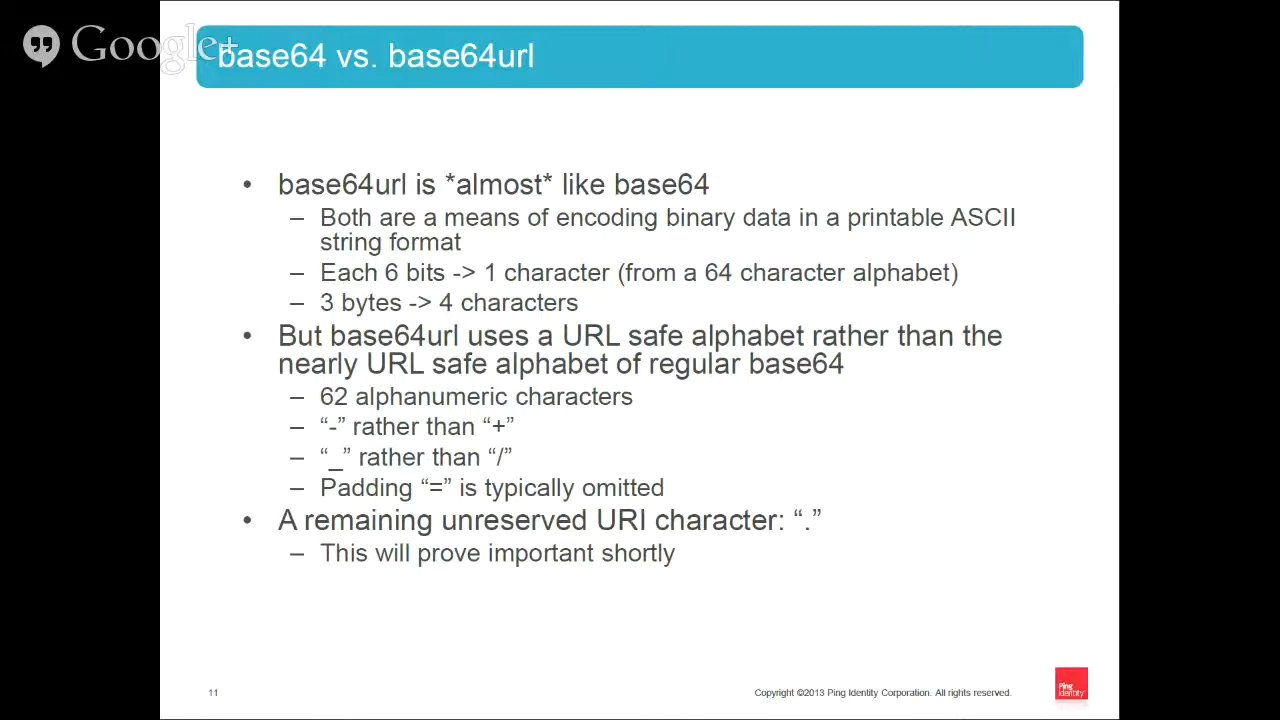 Google+
base64 vs. base64url
• base64url is *almost* like base64
– Both are a means of encoding binary data in a printable ASCII
string format
– Each 6 bits -> 1 character (from a 64 character alphabet)
– 3 bytes -> 4 characters
• But base64url uses a URL safe alphabet rather than the
nearly URL safe alphabet of regular base64
– 62 alphanumeric characters
– “-” rather than “+”
– “_” rather than “/”
– Padding “=” is typically omitted
• A remaining unreserved URI character: “.”
– This will prove important shortly
11
Copyright ©2013 Ping Identity Corporation. All rights reserved.
Ping
Identity